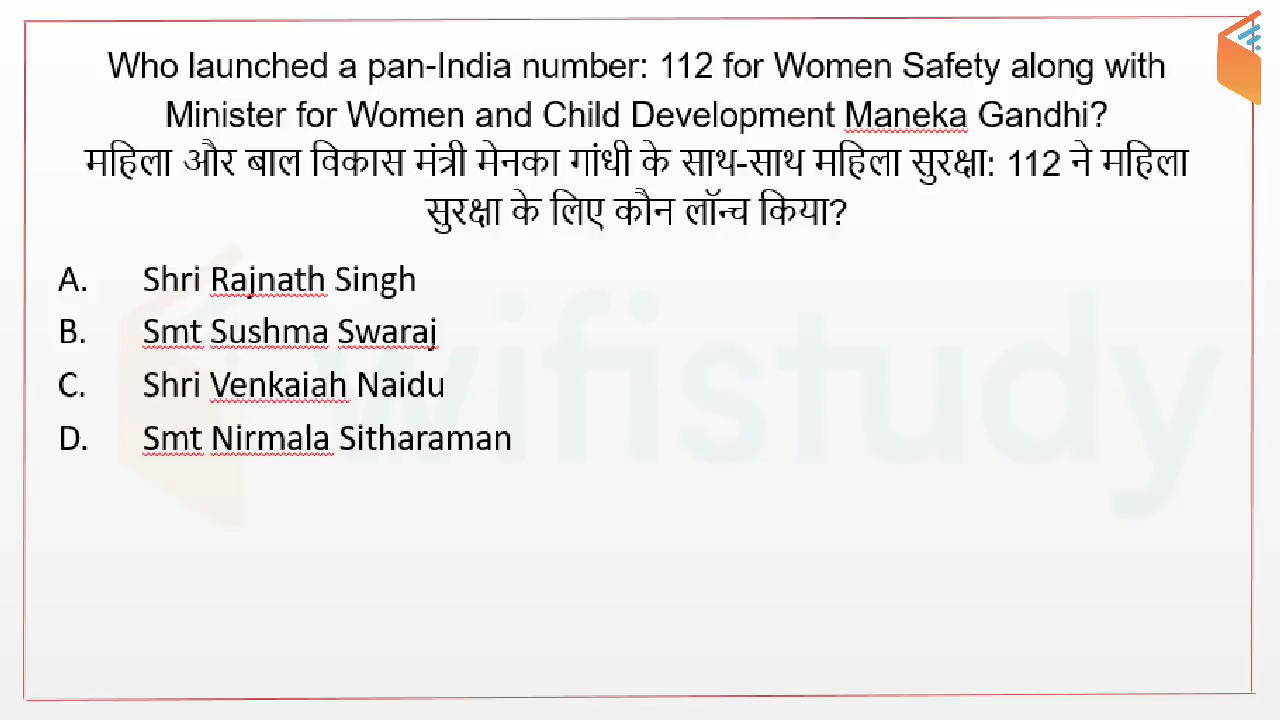 Who launched a pan-India number: 112 for Women Safety along with
Minister for Women and Child Development Maneka Gandhi?
महिला और बाल विकास मंत्री मेनका गांधी के साथ-साथ महिला सुरक्षा: 112 ने महिला
सुरक्षा के लिए कौन लॉन्च किया?
A. Shri Rajnath Singh
B. Smt Sushma Swaraj
C. Shri Venkaiah Naidu
D. Smt Nirmala Sitharaman
wifistudy